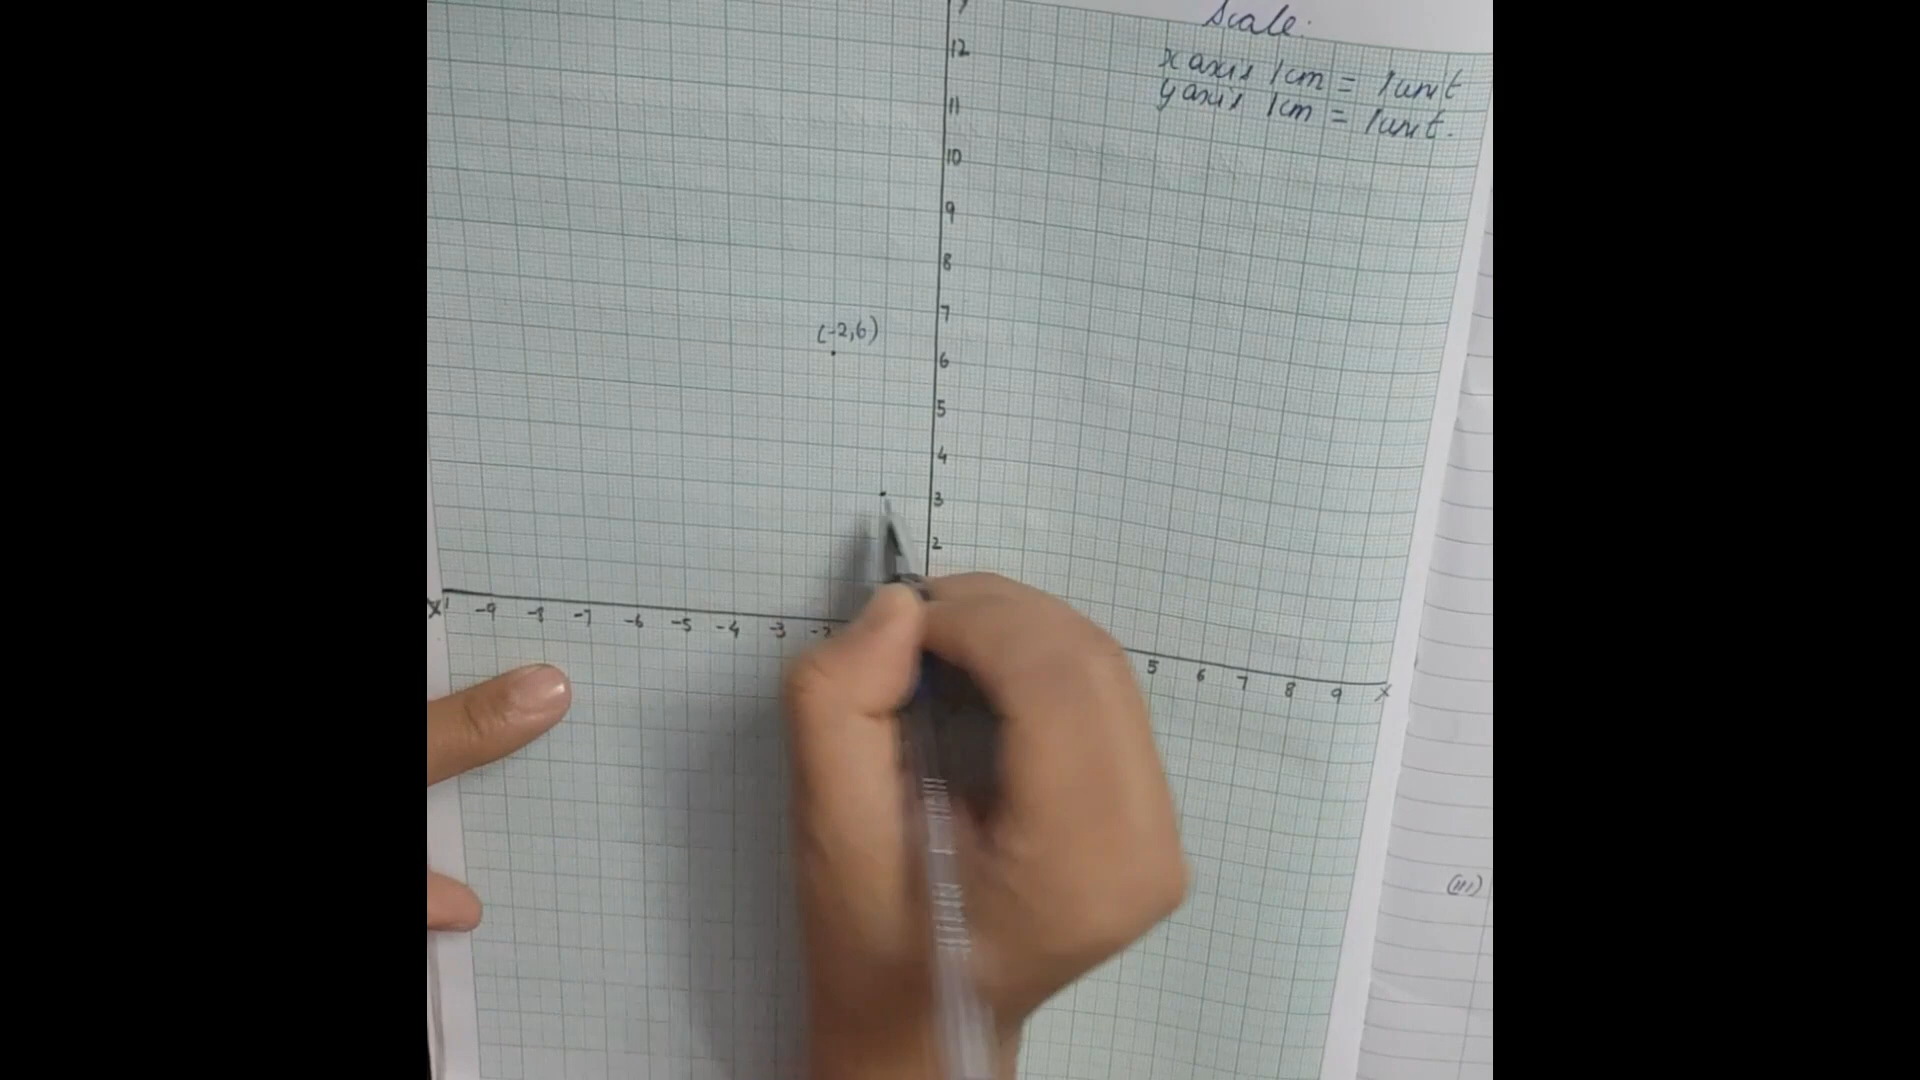 Scale:
x axis 1cm = 1unit
y axis 1cm = 1unit.
y
12
11
10
9
8
7
(-2,6)
6
5
4
3
2
X' -9 -8 -7 -6 -5 -4 -3 -2 5 6 7 8 9 X
(iii)